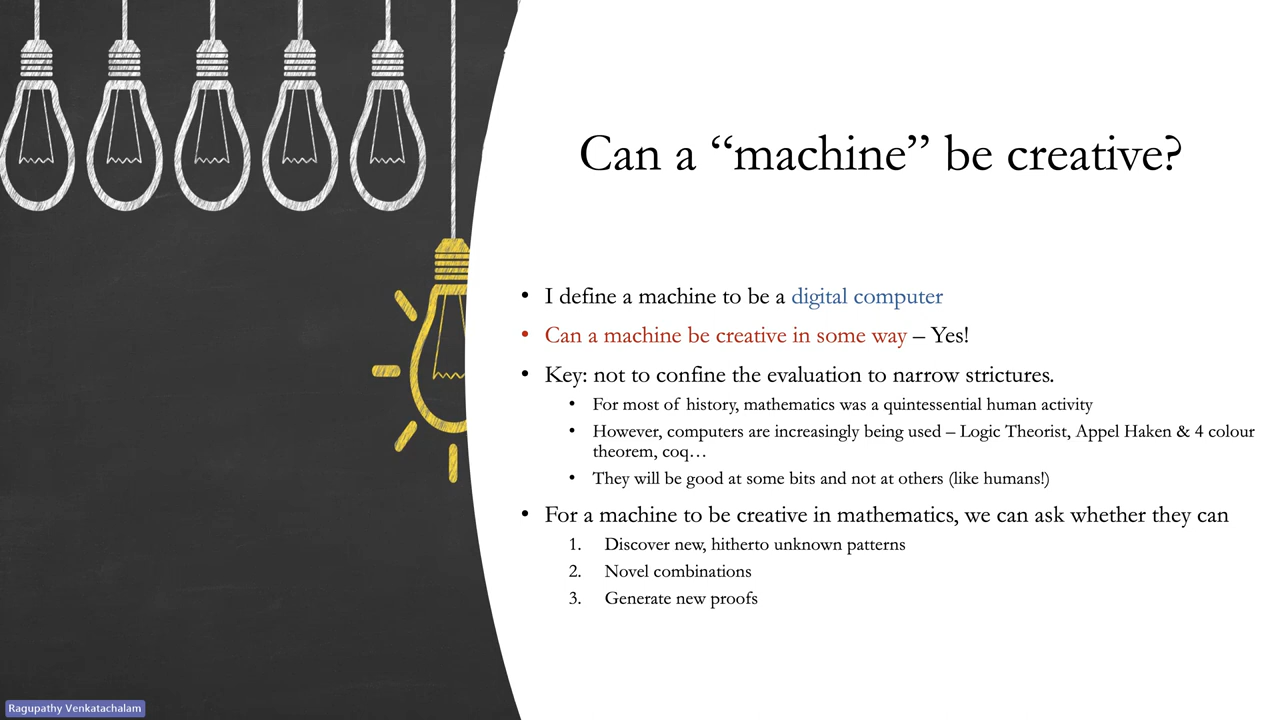 Can a “machine” be creative?
• I define a machine to be a digital computer
• Can a machine be creative in some way – Yes!
• Key: not to confine the evaluation to narrow strictures.
• For most of history, mathematics was a quintessential human activity
• However, computers are increasingly being used – Logic Theorist, Appel Haken & 4 colour
theorem, coq…
• They will be good at some bits and not at others (like humans!)
• For a machine to be creative in mathematics, we can ask whether they can
1. Discover new, hitherto unknown patterns
2. Novel combinations
3. Generate new proofs
Ragupathy Venkatachalam